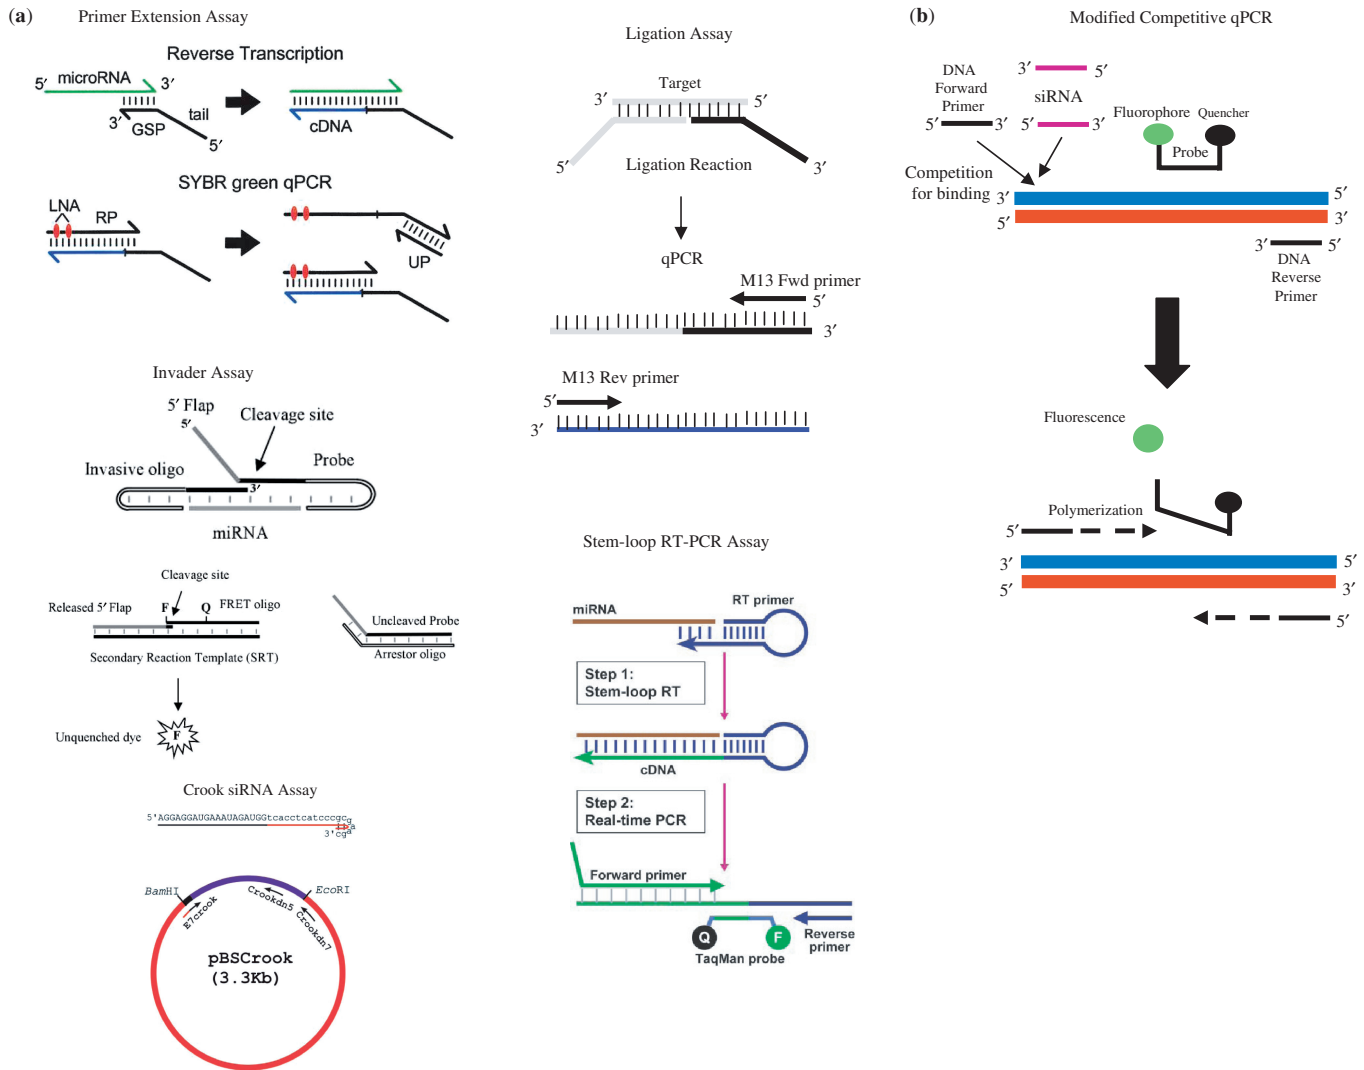 (a)
Primer Extension Assay
Reverse Transcription
5′
microRNA
3′
3′
GSP
tail
5′
cDNA
SYBR green qPCR
LNA
RP
UP
Invader Assay
5′ Flap
5′
Cleavage site
Invasive oligo
Probe
3′
miRNA
Cleavage site
Released 5′ Flap
F
Q
FRET oligo
Secondary Reaction Template (SRT)
Uncleaved Probe
Arrestor oligo
Unquenched dye
F
Crook siRNA Assay
5'AGGAGGAUGAAAUAGAUGGtcacctcatcccgcg
a
3'cg
BamHI
EcoRI
E7crook
Crookdn5
Crookdn7
pBSCrook
(3.3Kb)
Ligation Assay
Target
3′
5′
Ligation Reaction
5′
3′
qPCR
M13 Fwd primer
5′
3′
M13 Rev primer
5′
3′
Stem-loop RT-PCR Assay
miRNA
RT primer
Step 1:
Stem-loop RT
cDNA
Step 2:
Real-time PCR
Forward primer
Q
F
TaqMan probe
Reverse
primer
(b)
Modified Competitive qPCR
DNA
Forward
Primer
5′
3′
3′
5′
siRNA
5′
3′
Fluorophore
Quencher
Probe
Competition
for binding
3′
5′
5′
3′
3′
5′
DNA
Reverse
Primer
Fluorescence
Polymerization
5′
3′
5′
5′
3′
5′